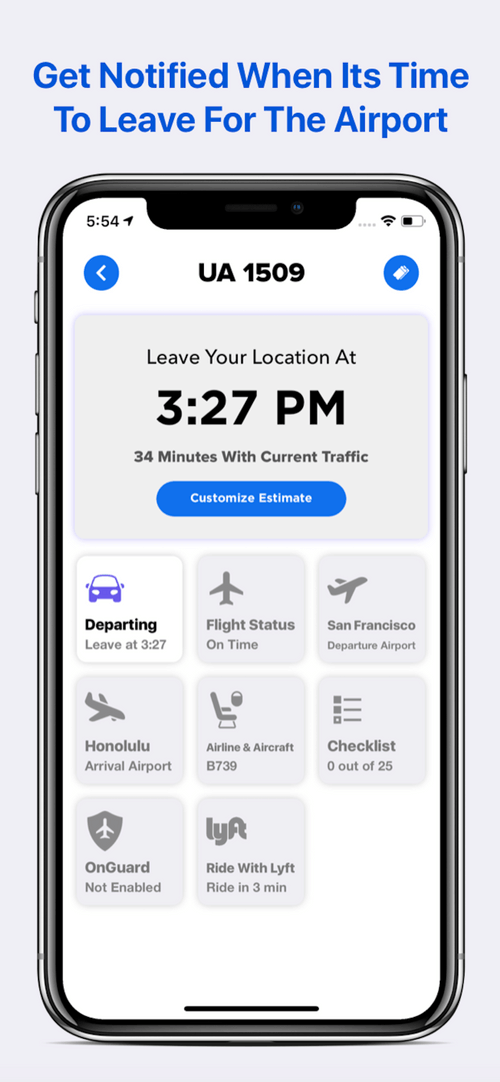 Get Notified When Its Time
To Leave For The Airport
5:54
UA 1509
Leave Your Location At
3:27 PM
34 Minutes With Current Traffic
Customize Estimate
Departing
Leave at 3:27
Flight Status
On Time
San Francisco
Departure Airport
Honolulu
Arrival Airport
Airline & Aircraft
B739
Checklist
0 out of 25
OnGuard
Not Enabled
lyft
Ride With Lyft
Ride in 3 min